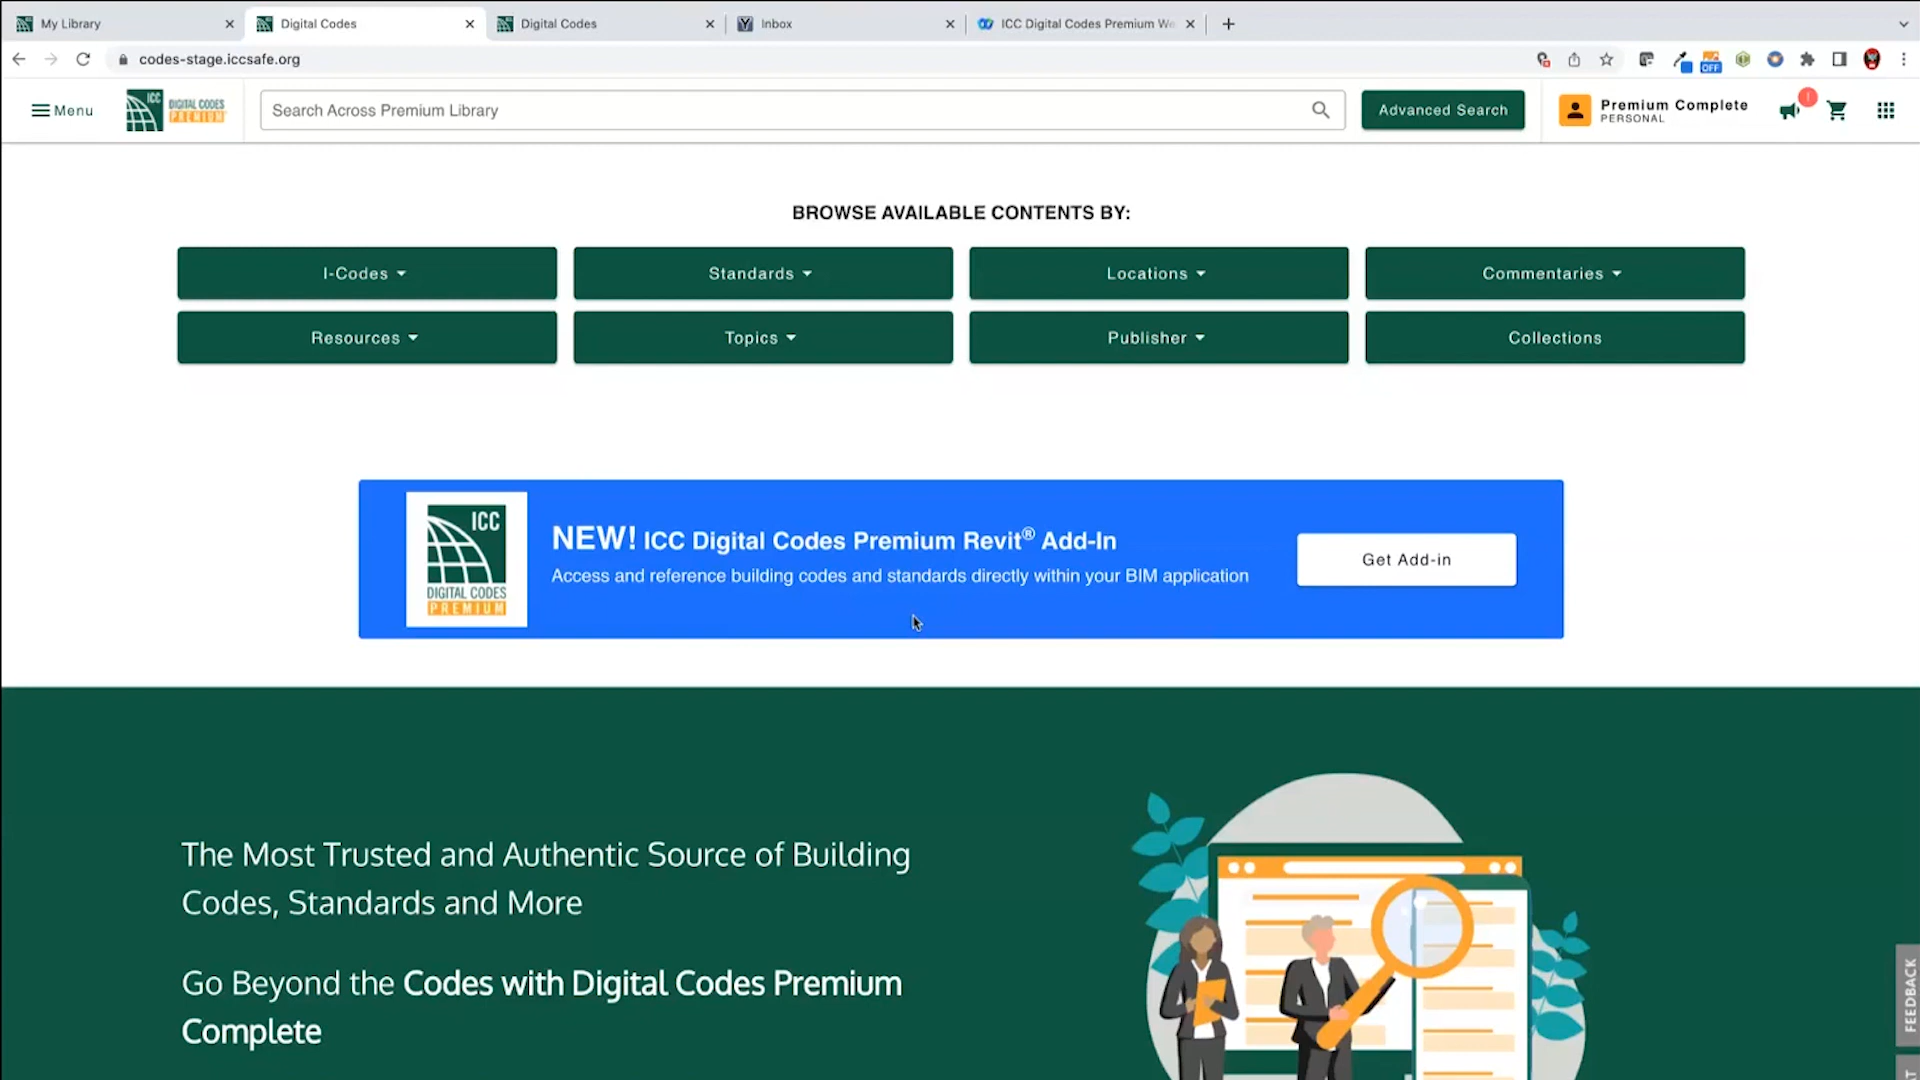 My Library
Digital Codes
Digital Codes
Inbox
ICC Digital Codes Premium We
codes-stage.iccsafe.org
OFF
Menu
ICC
DIGITAL CODES
PREMIUM
Search Across Premium Library
Advanced Search
Premium Complete
PERSONAL
BROWSE AVAILABLE CONTENTS BY:
I-Codes
Standards
Locations
Commentaries
Resources
Topics
Publisher
Collections
ICC
DIGITAL CODES
PREMIUM
NEW! ICC Digital Codes Premium Revit® Add-In
Access and reference building codes and standards directly within your BIM application
Get Add-in
The Most Trusted and Authentic Source of Building
Codes, Standards and More
Go Beyond the Codes with Digital Codes Premium
Complete
FEEDBACK